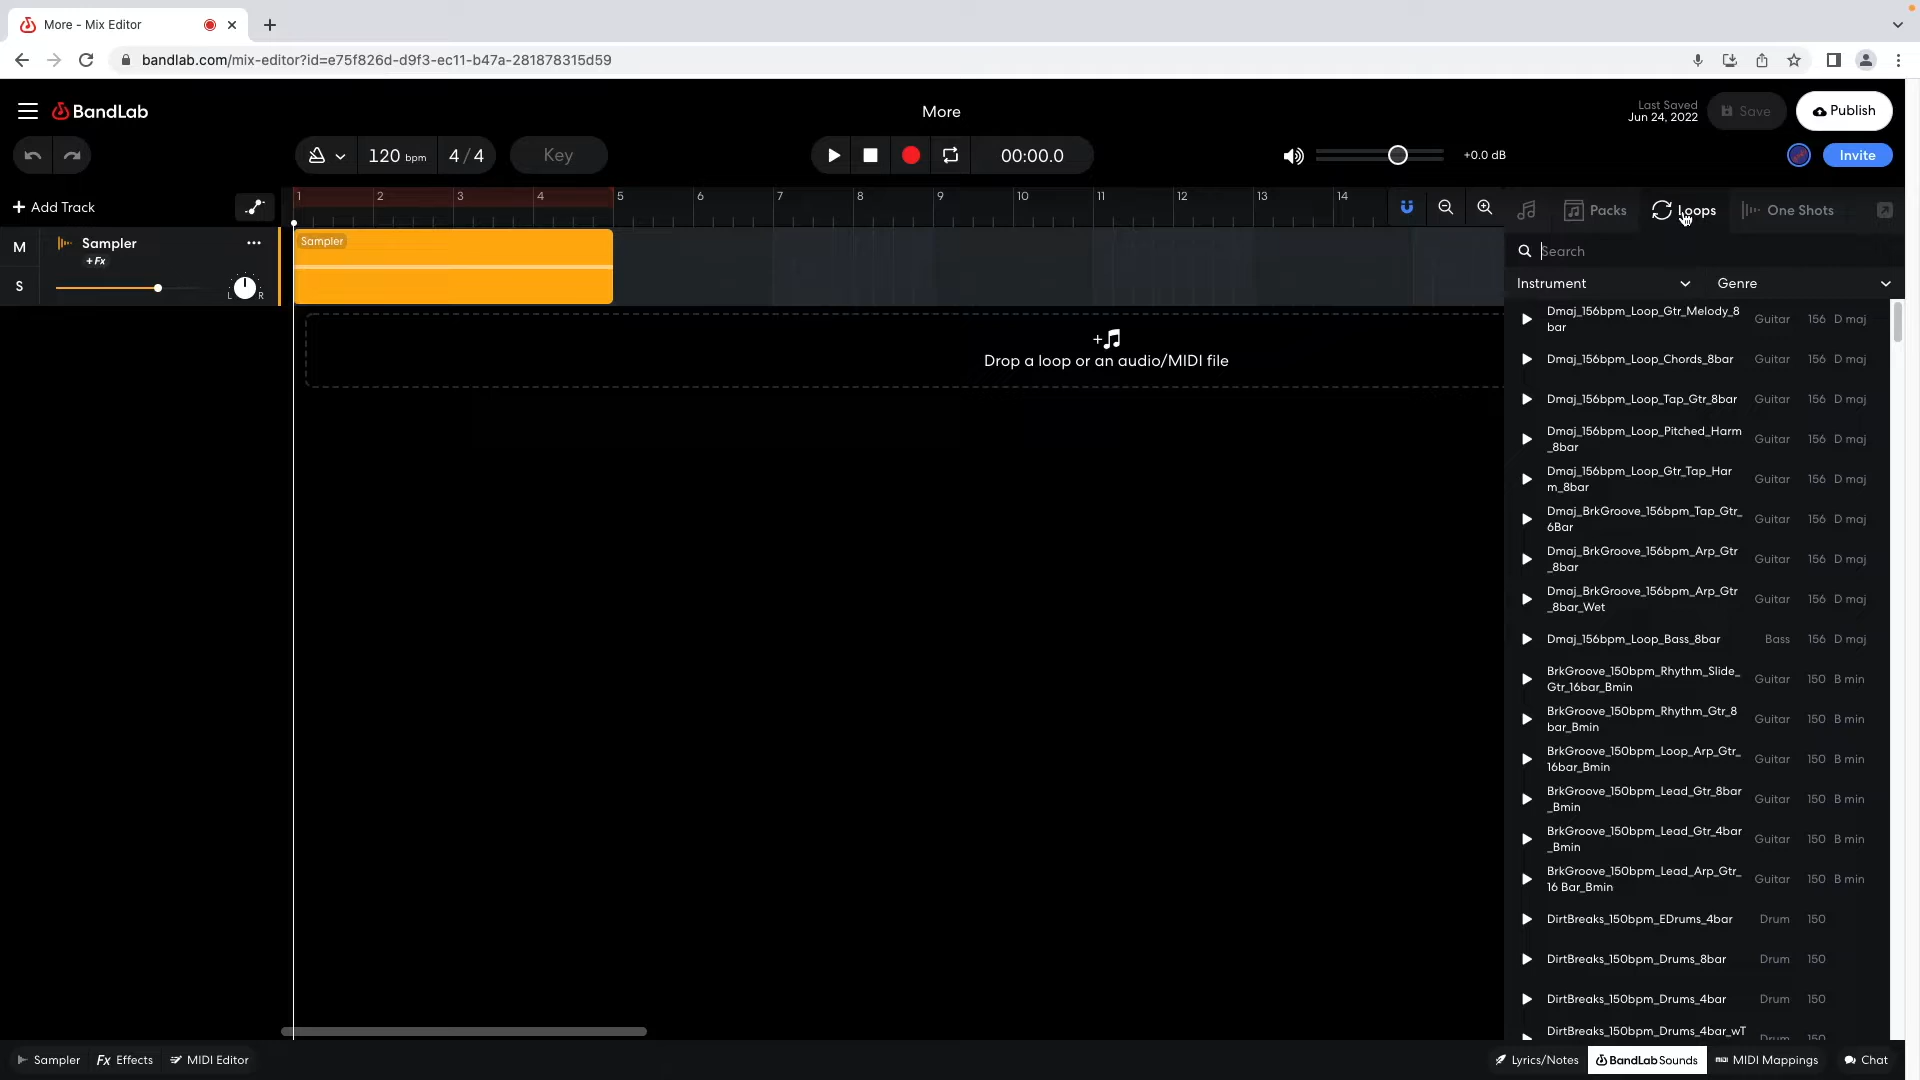 More - Mix Editor
bandlab.com/mix-editor?id=e75f826d-d9f3-ec11-b47a-281878315d59
BandLab
More
Last Saved
Jun 24, 2022
Save
Publish
120 bpm
4 / 4
Key
00:00.0
+0.0 dB
Invite
+ Add Track
1 2 3 4 5 6 7 8 9 10 11 12 13 14
Packs
Loops
One Shots
M
Sampler
...
+Fx
S
L R
Sampler
Search
Instrument
Genre
+
Drop a loop or an audio/MIDI file
Dmaj_156bpm_Loop_Gtr_Melody_8
bar
Guitar 156 D maj
Dmaj_156bpm_Loop_Chords_8bar Guitar 156 D maj
Dmaj_156bpm_Loop_Tap_Gtr_8bar Guitar 156 D maj
Dmaj_156bpm_Loop_Pitched_Harm
_8bar
Guitar 156 D maj
Dmaj_156bpm_Loop_Gtr_Tap_Har
m_8bar
Guitar 156 D maj
Dmaj_BrkGroove_156bpm_Tap_Gtr_
6Bar
Guitar 156 D maj
Dmaj_BrkGroove_156bpm_Arp_Gtr
_8bar
Guitar 156 D maj
Dmaj_BrkGroove_156bpm_Arp_Gtr
_8bar_Wet
Guitar 156 D maj
Dmaj_156bpm_Loop_Bass_8bar Bass 156 D maj
BrkGroove_150bpm_Rhythm_Slide_
Gtr_16bar_Bmin
Guitar 150 B min
BrkGroove_150bpm_Rhythm_Gtr_8
bar_Bmin
Guitar 150 B min
BrkGroove_150bpm_Loop_Arp_Gtr_
16bar_Bmin
Guitar 150 B min
BrkGroove_150bpm_Lead_Gtr_8bar
_Bmin
Guitar 150 B min
BrkGroove_150bpm_Lead_Gtr_4bar
_Bmin
Guitar 150 B min
BrkGroove_150bpm_Lead_Arp_Gtr_
16 Bar_Bmin
Guitar 150 B min
DirtBreaks_150bpm_EDrums_4bar Drum 150
DirtBreaks_150bpm_Drums_8bar Drum 150
DirtBreaks_150bpm_Drums_4bar Drum 150
DirtBreaks_150bpm_Drums_4bar_wT
Drum 150
Sampler
Fx Effects
MIDI Editor
Lyrics/Notes
BandLab Sounds
MIDI Mappings
Chat